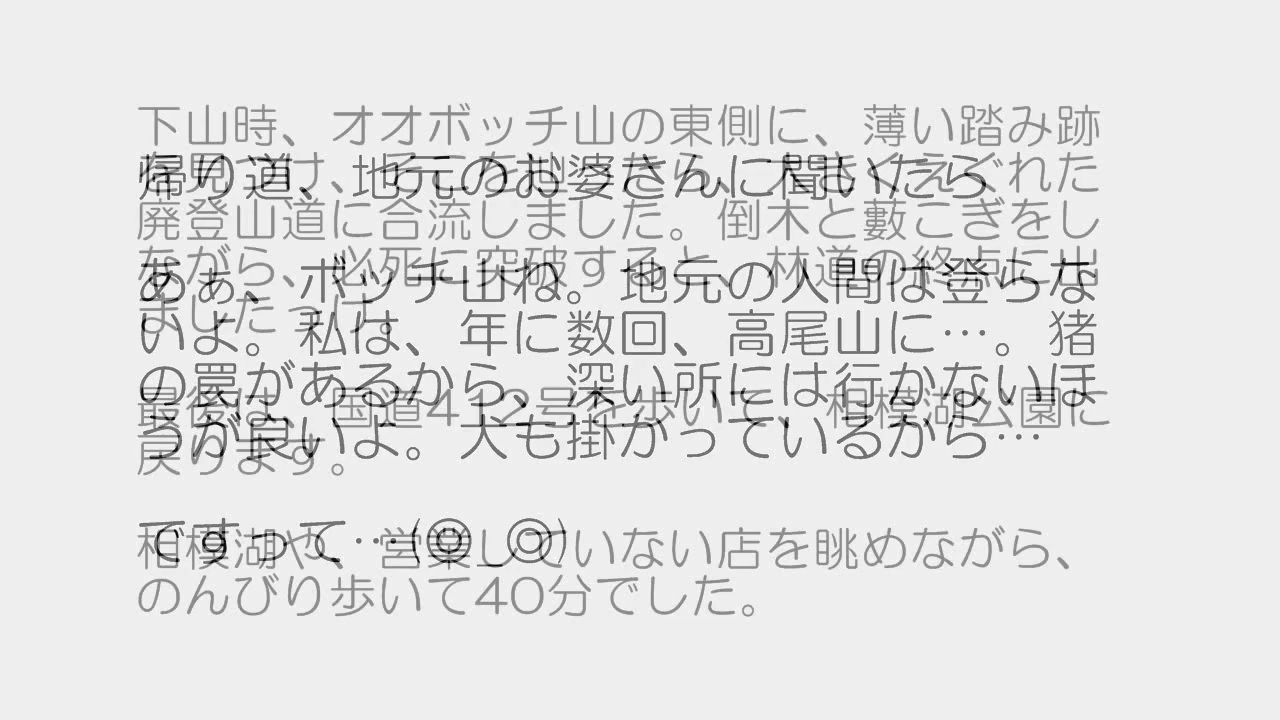 下山時、オオボッチ山の東側に、薄い踏み跡
帰り道、地元のお婆さんに聞いたら
廃登山道に合流しました。倒木と藪こぎをし
ながら、必死に突破すると、林道の終点に出
あぁ、ボッチ山ね。地元の人間は登らな
ましたっけ。
いよ。私は、年に数回、高尾山に…。猪
の罠があるから、深い所には行かないほ
最後は、国道412号を歩いて、相模湖公園に
うが良いよ。人も掛かっているから…
戻ります。
ですって…(◎_◎)
相模湖や、営業していない店を眺めながら、
のんびり歩いて40分でした。